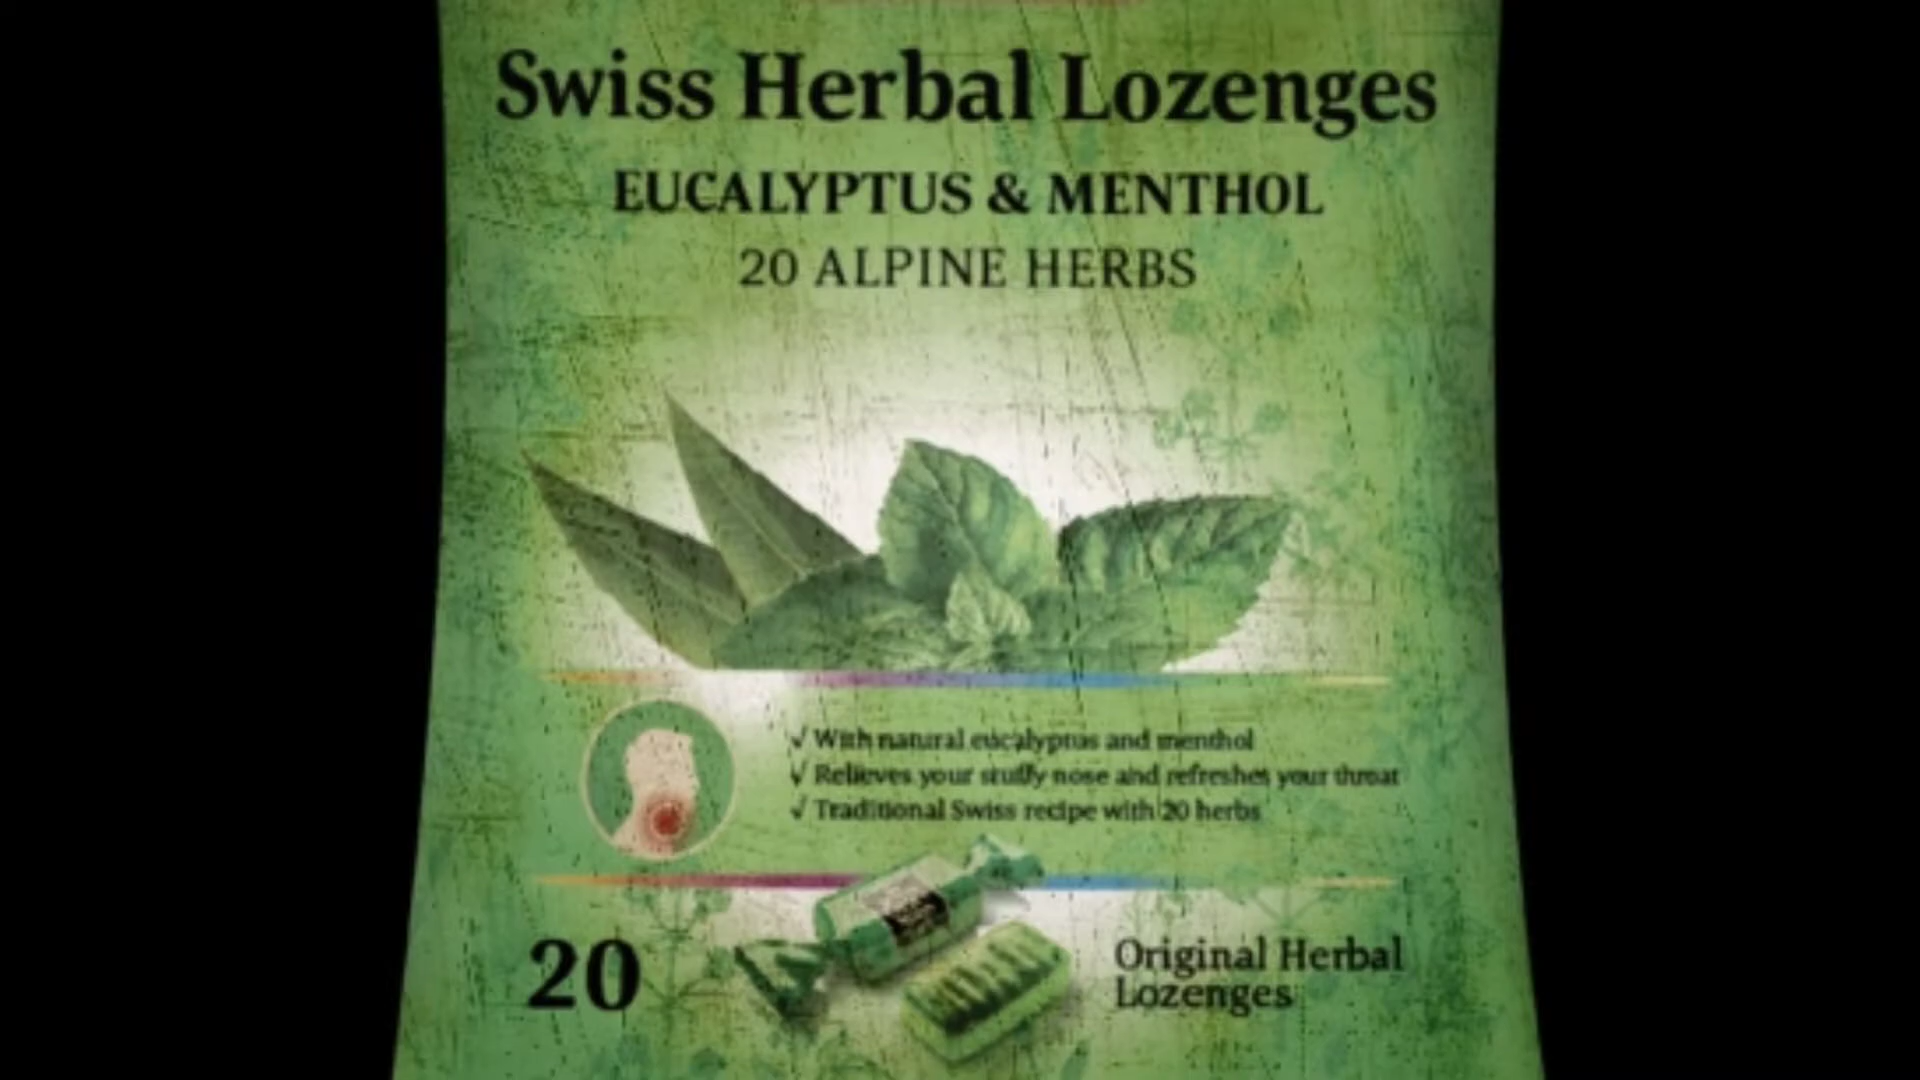 Swiss Herbal Lozenges
EUCALYPTUS & MENTHOL
20 ALPINE HERBS
√ With natural eucalyptus and menthol
√ Relieves your stuffy nose and refreshes your throat
√ Traditional Swiss recipe with 20 herbs
20
Original Herbal
Lozenges